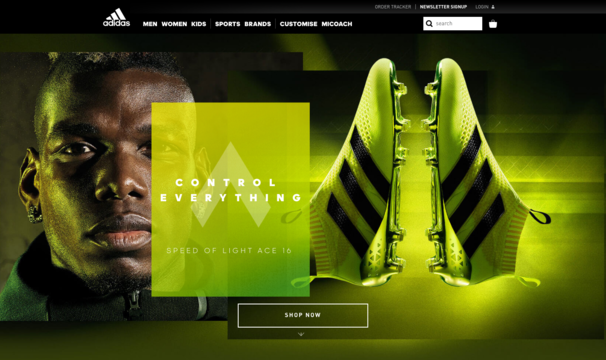 ORDER TRACKER NEWSLETTER SIGNUP LOGIN
adidas
MEN WOMEN KIDS SPORTS BRANDS CUSTOMISE MICOACH
search
CONTROL
EVERYTHING
SPEED OF LIGHT ACE 16
SHOP NOW